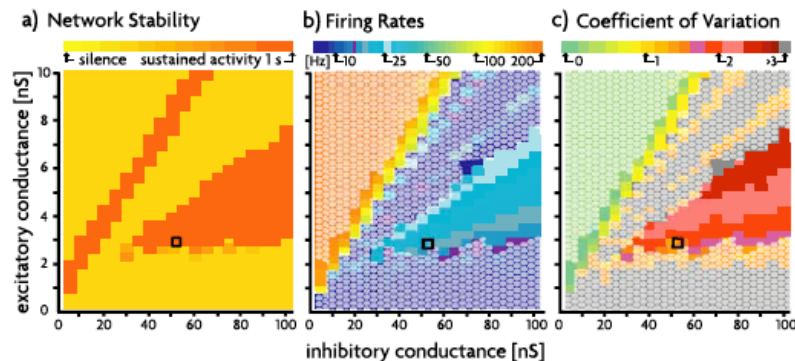 a) Network Stability
b) Firing Rates
c) Coefficient of Variation
silence sustained activity 1 s
[Hz] 10 25 50 100 200
0 1 2 >3
excitatory conductance [nS]
10
8
6
4
2
0
0 20 40 60 80 100
0 20 40 60 80 100
0 20 40 60 80 100
inhibitory conductance [nS]